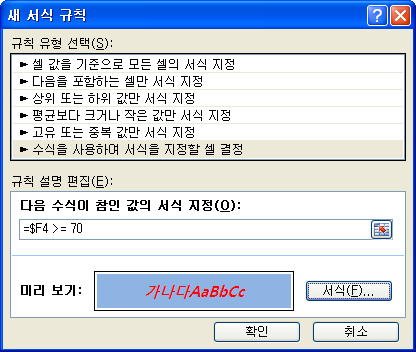 새 서식 규칙
규칙 유형 선택(S):
► 셀 값을 기준으로 모든 셀의 서식 지정
► 다음을 포함하는 셀만 서식 지정
► 상위 또는 하위 값만 서식 지정
► 평균보다 크거나 작은 값만 서식 지정
► 고유 또는 중복 값만 서식 지정
► 수식을 사용하여 서식을 지정할 셀 결정
규칙 설명 편집(E):
다음 수식이 참인 값의 서식 지정(O):
=$F4 >= 70
미리 보기: 가나다AaBbCc 서식(F)...
확인 취소